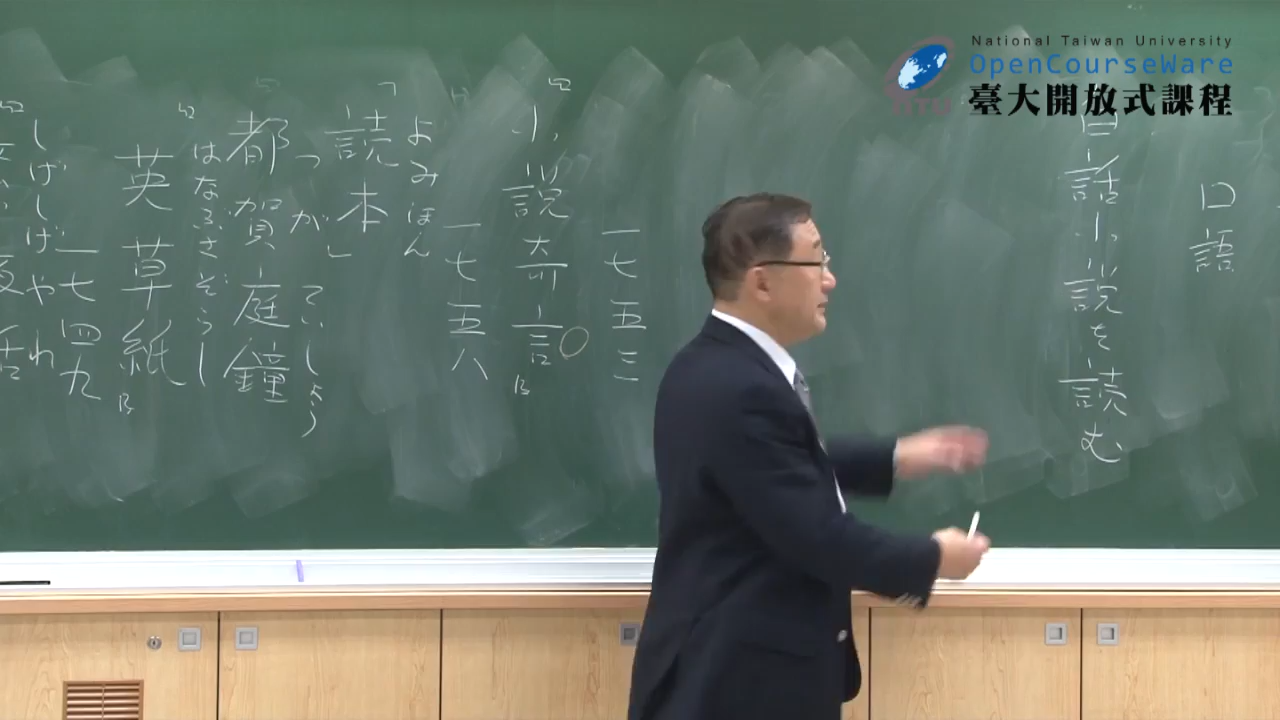 National Taiwan University
OpenCourseWare
臺大開放式課程
NTU
口語
白話小説を読む
一七五三
『小説奇言』
一七五八
よみほん
「読本」
つが ていしょう
都賀庭鐘
はなぶさぞうし
『英草紙』
一七四九
しげしげやわ
夜話